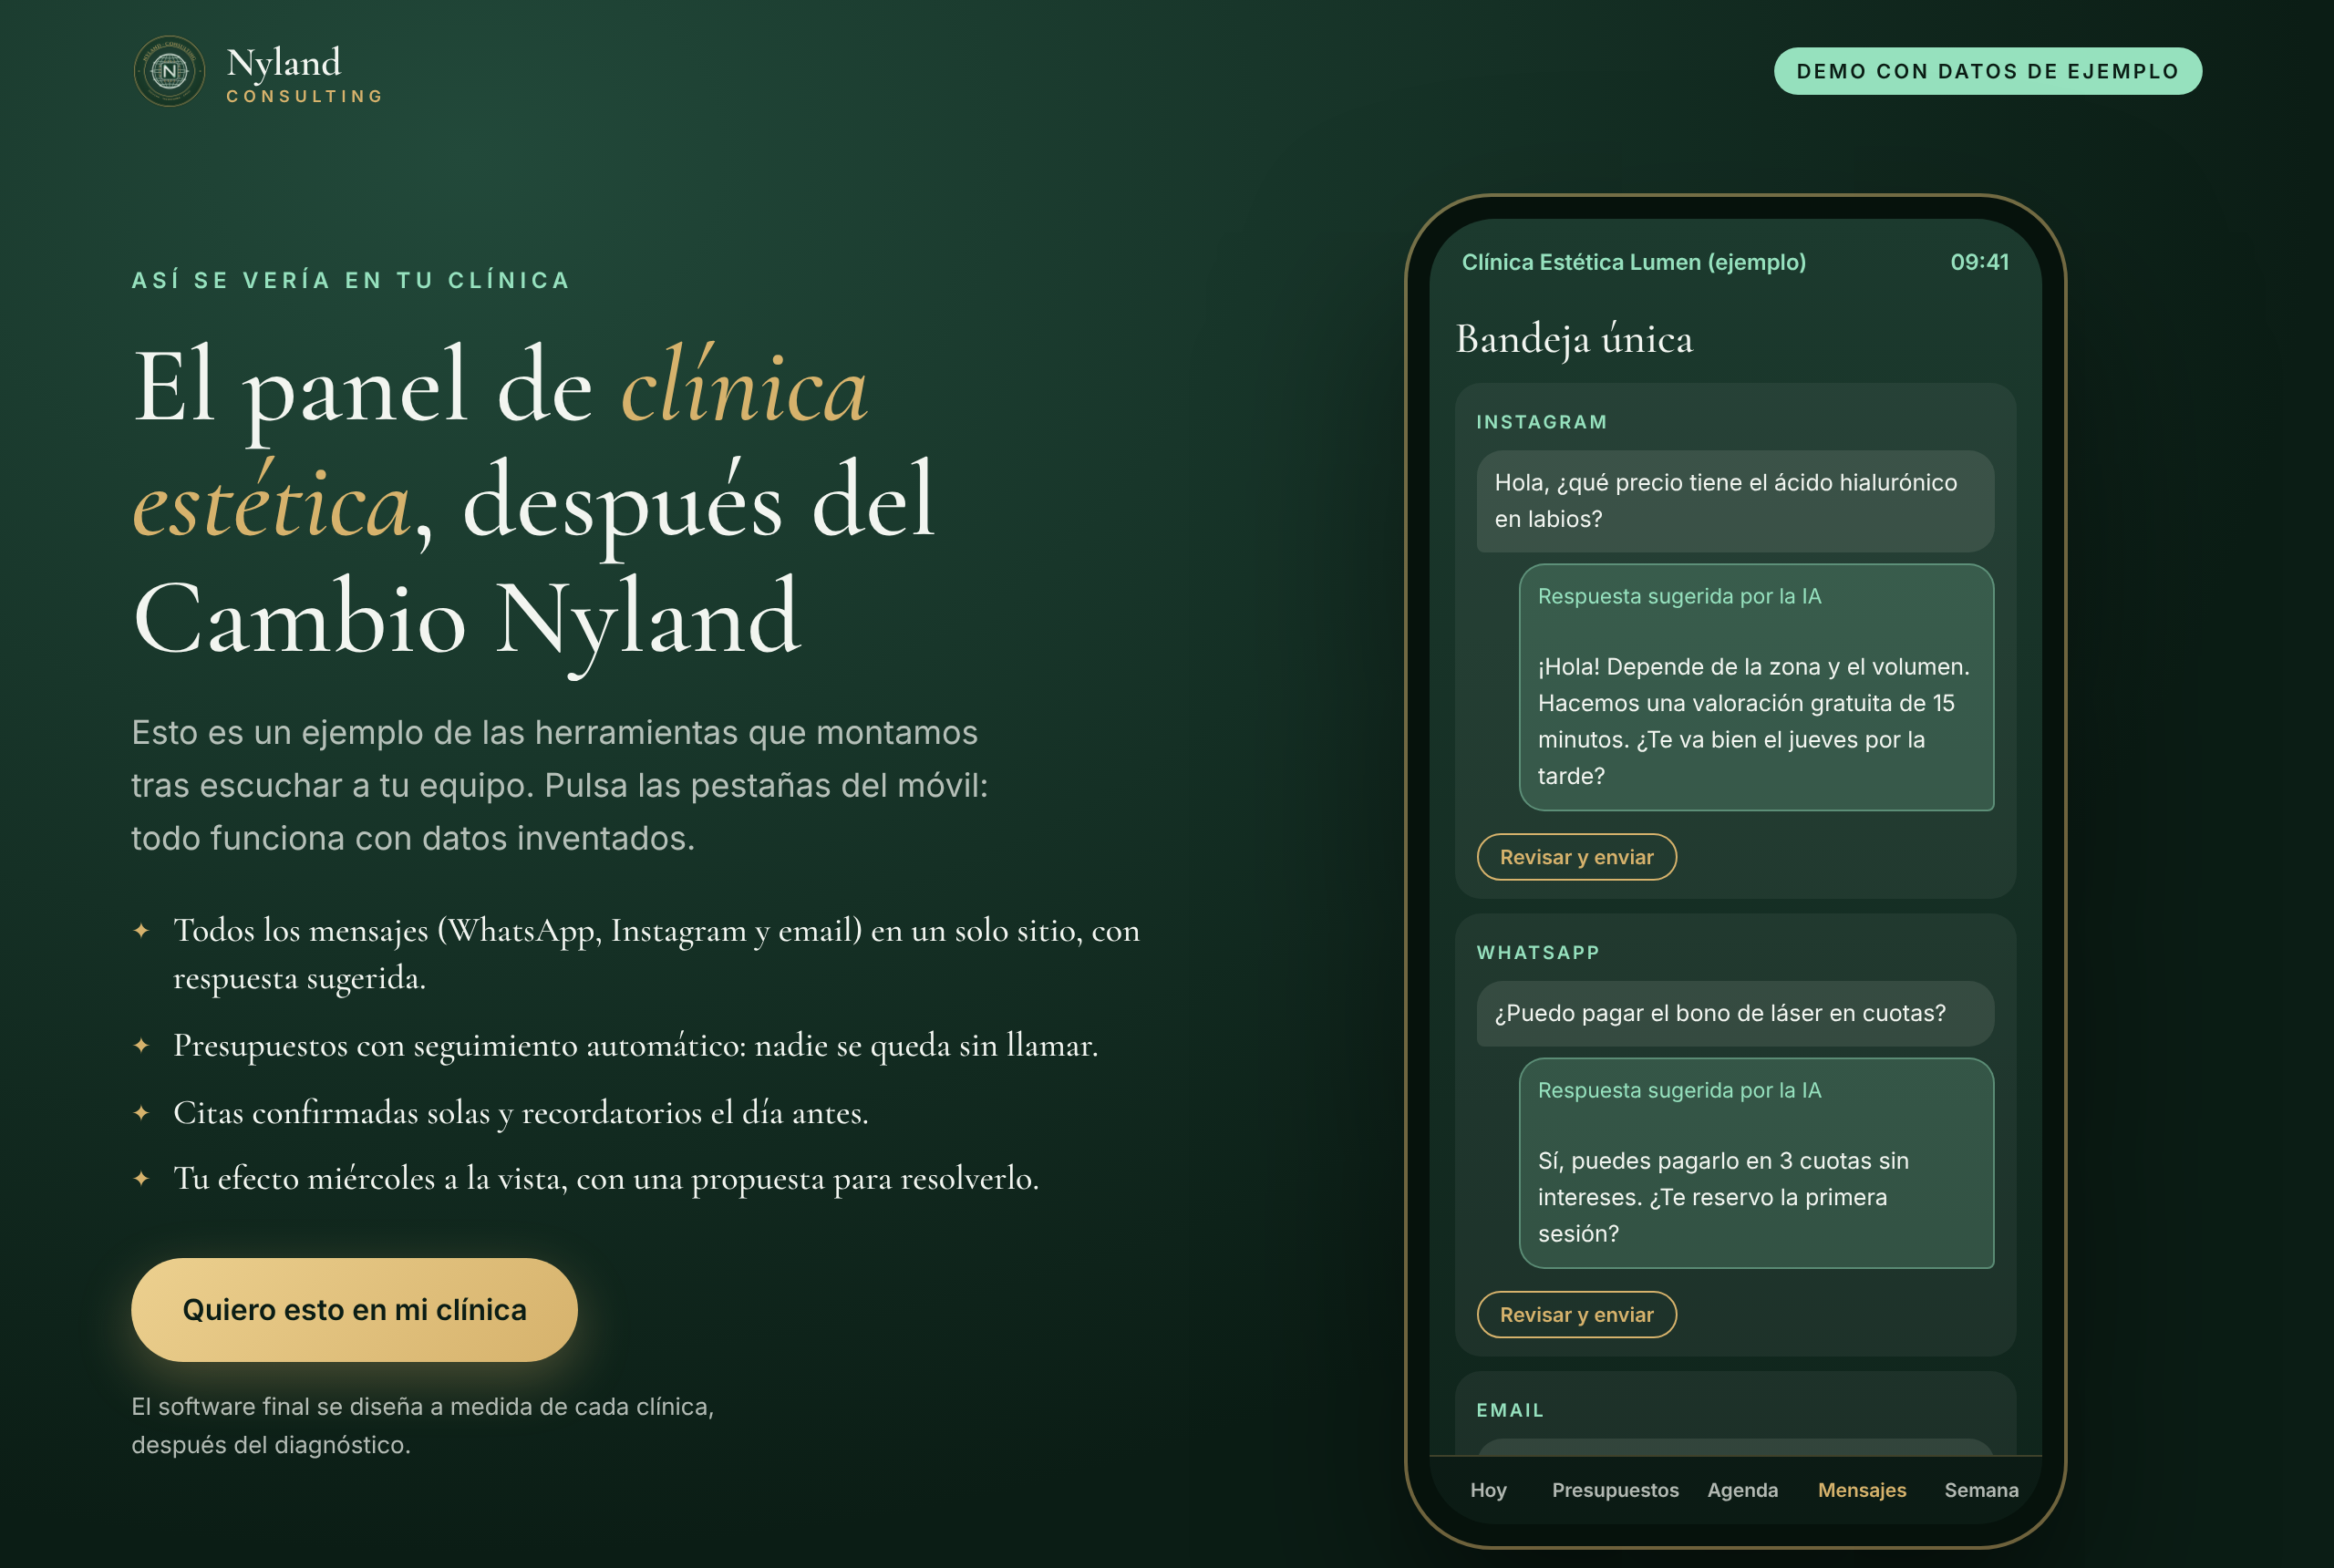 Nyland
CONSULTING
DEMO CON DATOS DE EJEMPLO
ASÍ SE VERÍA EN TU CLÍNICA
El panel de clínica
estética, después del
Cambio Nyland
Esto es un ejemplo de las herramientas que montamos
tras escuchar a tu equipo. Pulsa las pestañas del móvil:
todo funciona con datos inventados.
✦ Todos los mensajes (WhatsApp, Instagram y email) en un solo sitio, con
respuesta sugerida.
✦ Presupuestos con seguimiento automático: nadie se queda sin llamar.
✦ Citas confirmadas solas y recordatorios el día antes.
✦ Tu efecto miércoles a la vista, con una propuesta para resolverlo.
Quiero esto en mi clínica
El software final se diseña a medida de cada clínica,
después del diagnóstico.
Clínica Estética Lumen (ejemplo) 09:41
Bandeja única
INSTAGRAM
Hola, ¿qué precio tiene el ácido hialurónico
en labios?
Respuesta sugerida por la IA
¡Hola! Depende de la zona y el volumen.
Hacemos una valoración gratuita de 15
minutos. ¿Te va bien el jueves por la
tarde?
Revisar y enviar
WHATSAPP
¿Puedo pagar el bono de láser en cuotas?
Respuesta sugerida por la IA
Sí, puedes pagarlo en 3 cuotas sin
intereses. ¿Te reservo la primera
sesión?
Revisar y enviar
EMAIL
Hoy Presupuestos Agenda Mensajes Semana